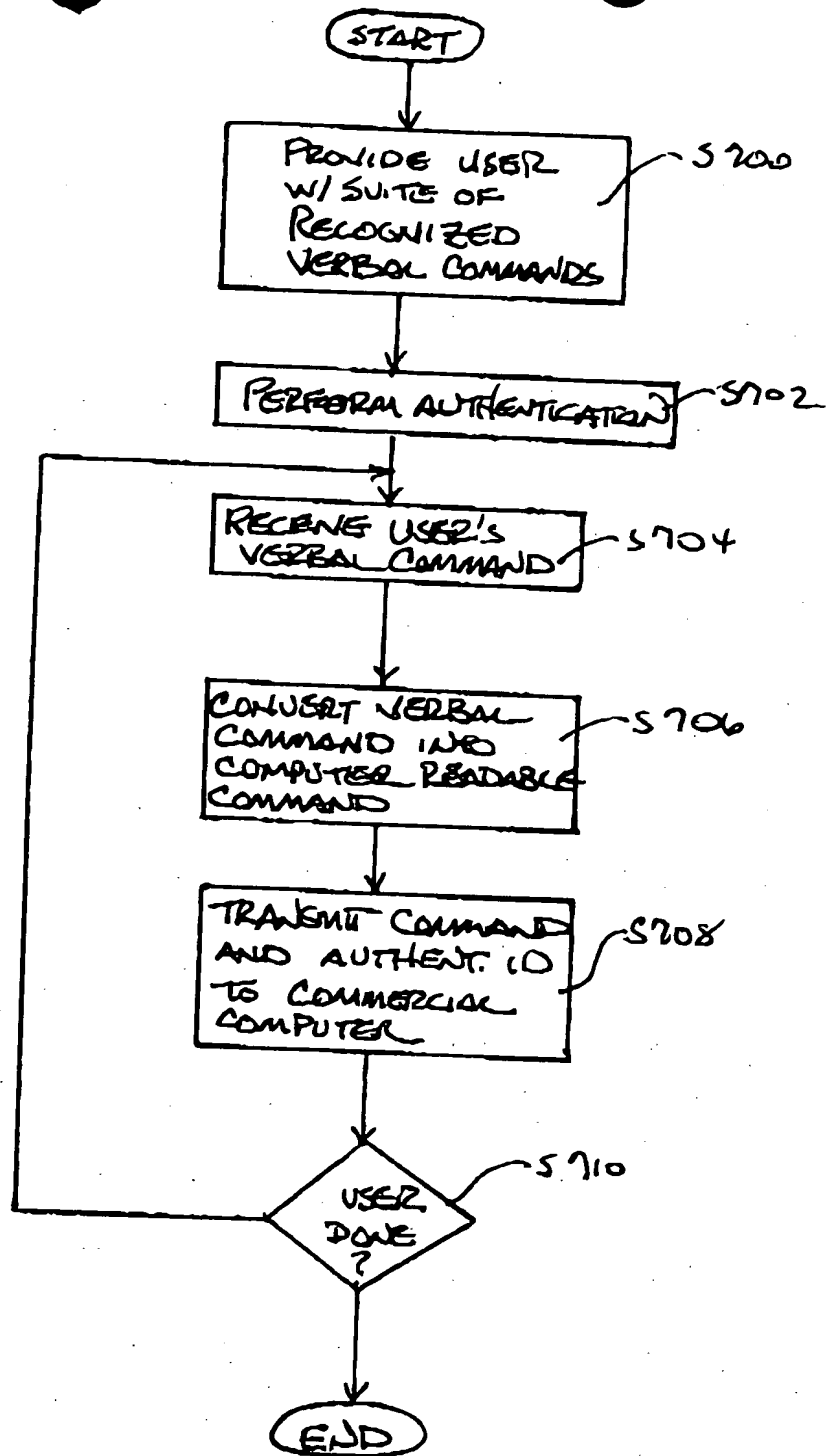 START
PROVIDE USER
W/ SUITE OF
RECOGNIZED
VERBAL COMMANDS
S700
PERFORM AUTHENTICATION
S702
RECEIVE USER'S
VERBAL COMMAND
S704
CONVERT VERBAL
COMMAND INTO
COMPUTER READABLE
COMMAND
S706
TRANSMIT COMMAND
AND AUTHENT. ID
TO COMMERCIAL
COMPUTER
S708
USER
DONE
?
S710
END